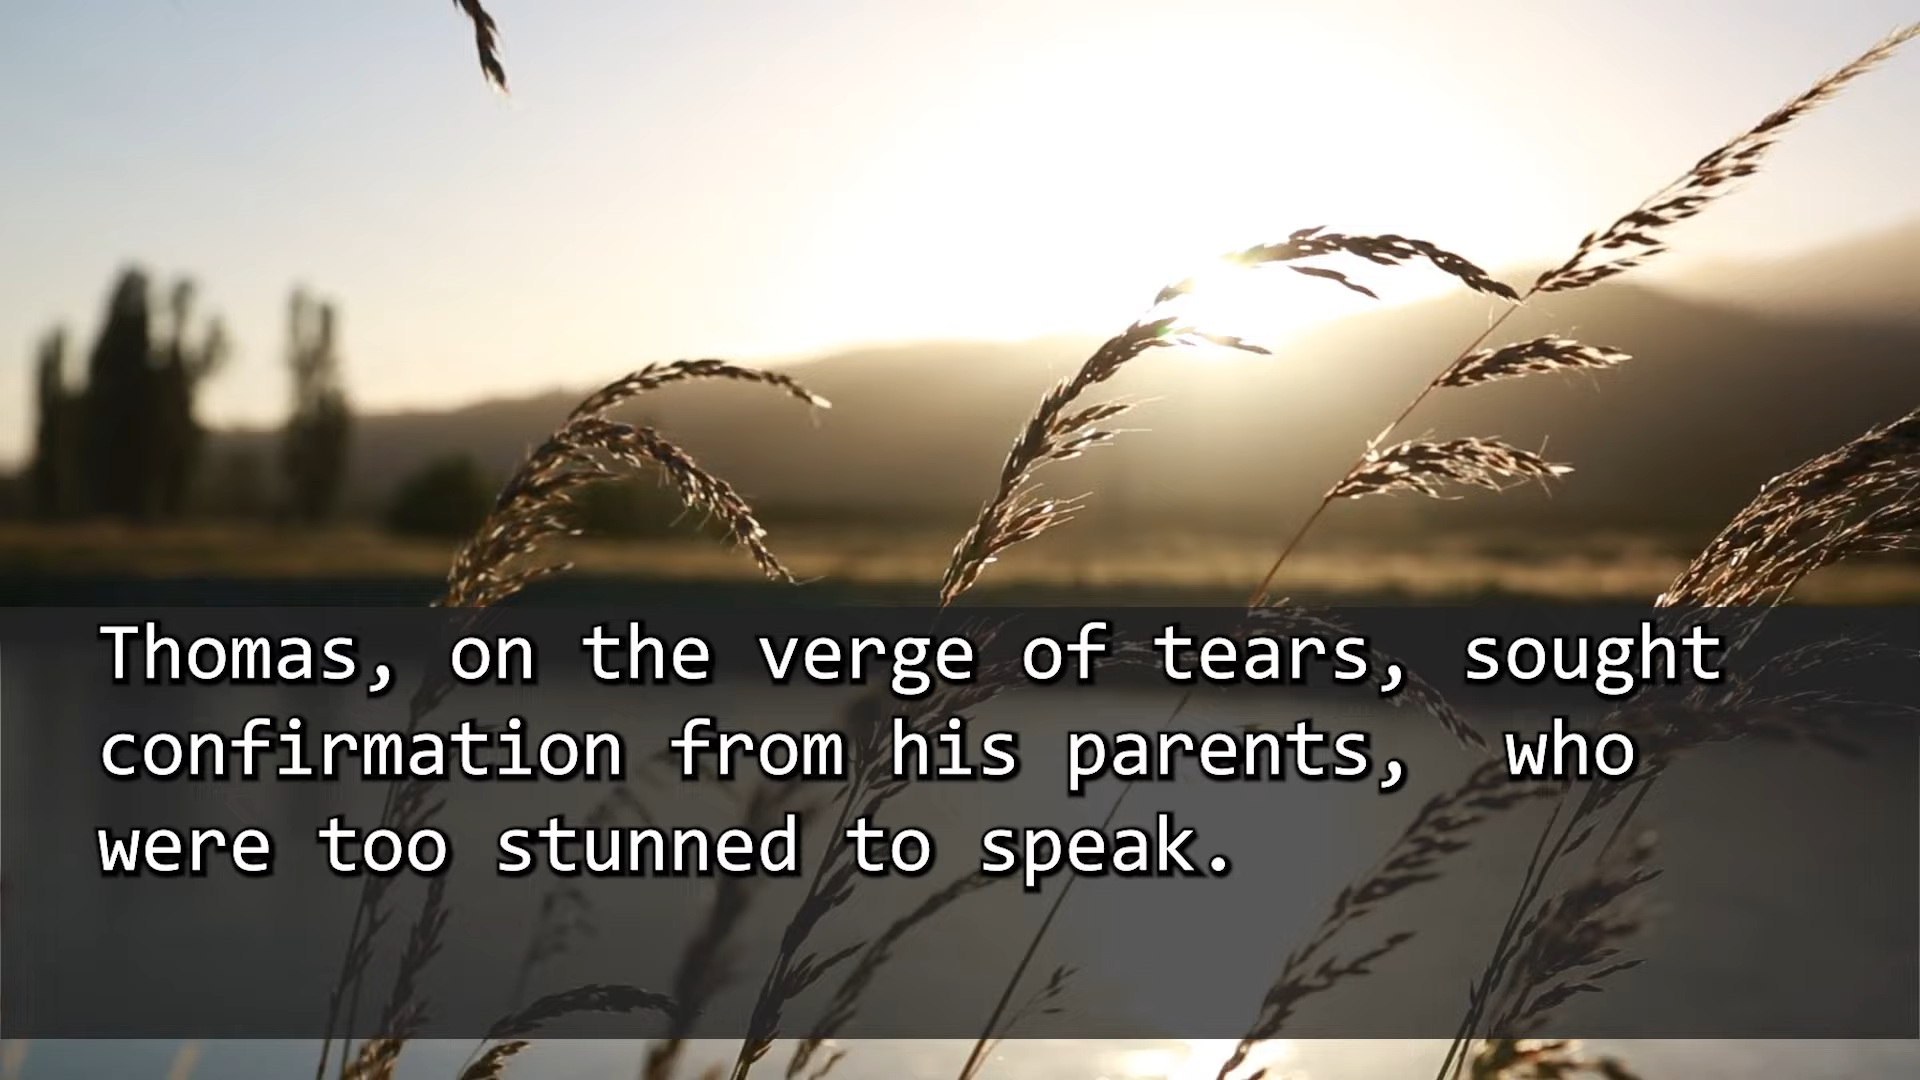 Thomas, on the verge of tears, sought
confirmation from his parents,  who
were too stunned to speak.